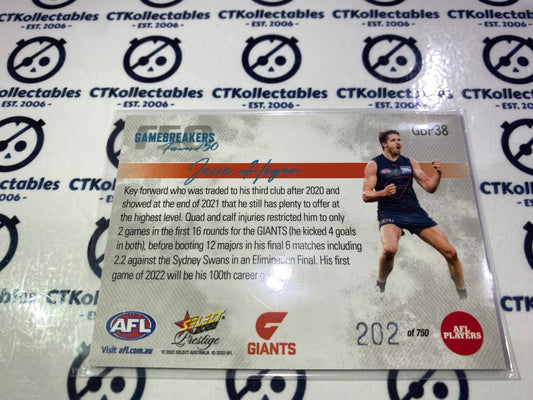 CTKollectables
- EST. 2006 -
GAMEBREAKERS
Forward 50
GBP38
Jesse Hogan
Key forward who was traded to his third club after 2020 and
showed at the end of 2021 that he still has plenty to offer at
the highest level. Quad and calf injuries restricted him to only
2 games in the first 16 rounds for the GIANTS (he kicked 4 goals
in both), before booting 12 majors in his final 6 matches including
2.2 against the Sydney Swans in an Elimination Final. His first
game of 2022 will be his 100th career
AFL
Visit afl.com.au
SELECT
Prestige
© 2022 SELECT AUSTRALIA © 2022 AFL
G
GIANTS
202 of 750
AFL
PLAYERS